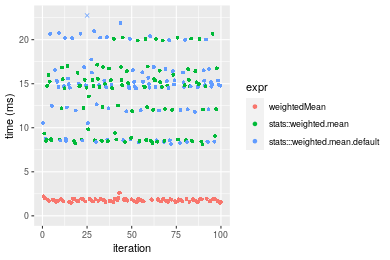 time (ms)
20
15
10
5
0
0
25
50
75
100
iteration
expr
weightedMean
stats::weighted.mean
stats:::weighted.mean.default